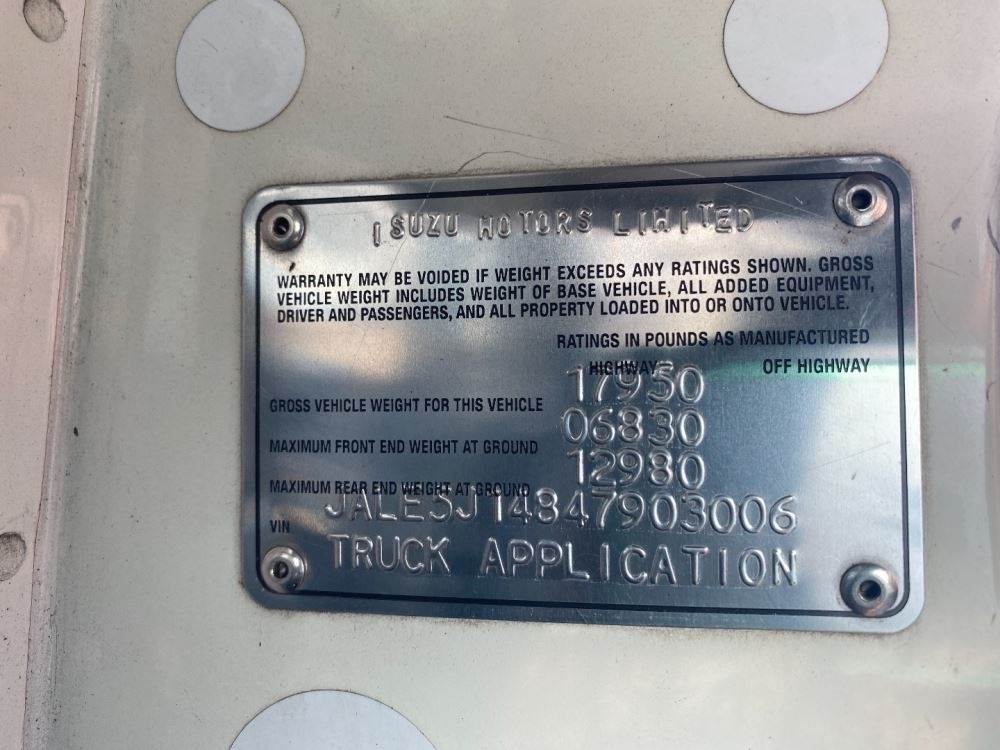 ISUZU MOTORS LIMITED
WARRANTY MAY BE VOIDED IF WEIGHT EXCEEDS ANY RATINGS SHOWN. GROSS
VEHICLE WEIGHT INCLUDES WEIGHT OF BASE VEHICLE, ALL ADDED EQUIPMENT,
DRIVER AND PASSENGERS, AND ALL PROPERTY LOADED INTO OR ONTO VEHICLE.
RATINGS IN POUNDS AS MANUFACTURED
HIGHWAY OFF HIGHWAY
GROSS VEHICLE WEIGHT FOR THIS VEHICLE 17950
MAXIMUM FRONT END WEIGHT AT GROUND 06830
MAXIMUM REAR END WEIGHT AT GROUND 12980
VIN JALE5J14847903006
TRUCK APPLICATION